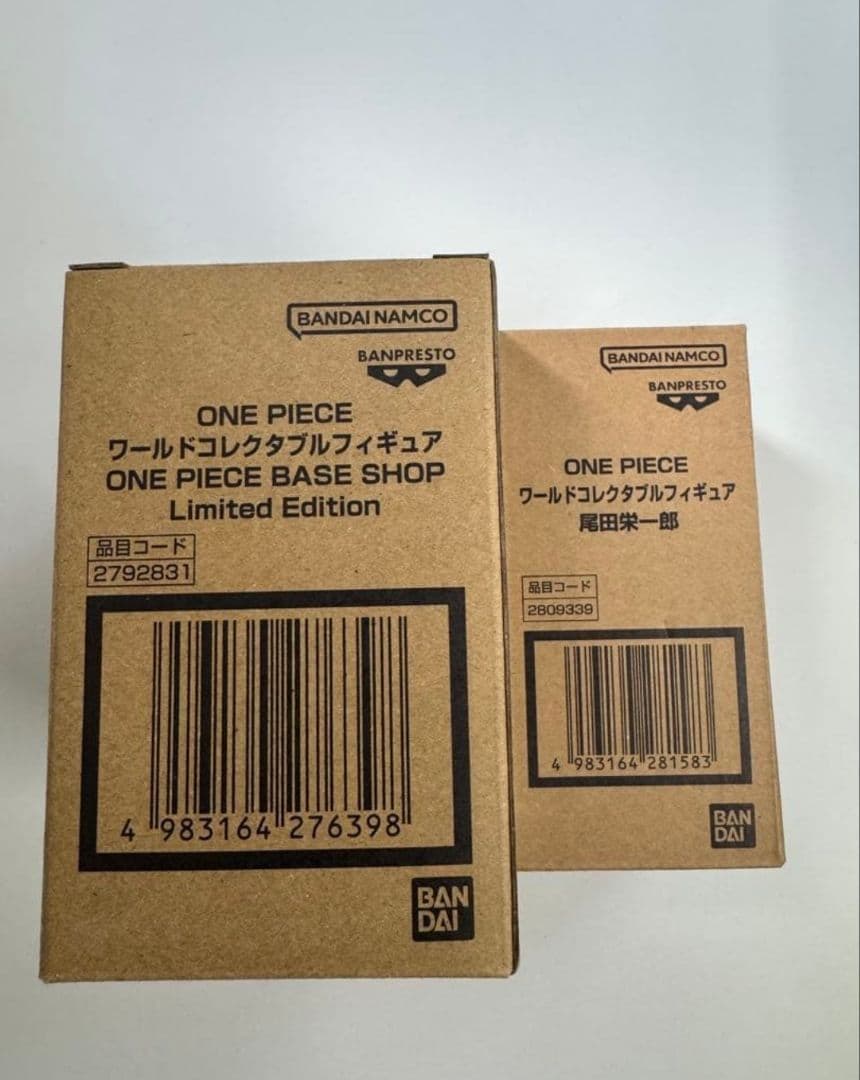 BANDAI NAMCO
BANPRESTO
ONE PIECE
ワールドコレクタブルフィギュア
ONE PIECE BASE SHOP
Limited Edition
品目コード
2792831
4 983164 276398
BAN
DAI
BANDAI NAMCO
BANPRESTO
ONE PIECE
ワールドコレクタブルフィギュア
尾田栄一郎
品目コード
2809339
4 983164 281583
BAN
DAI